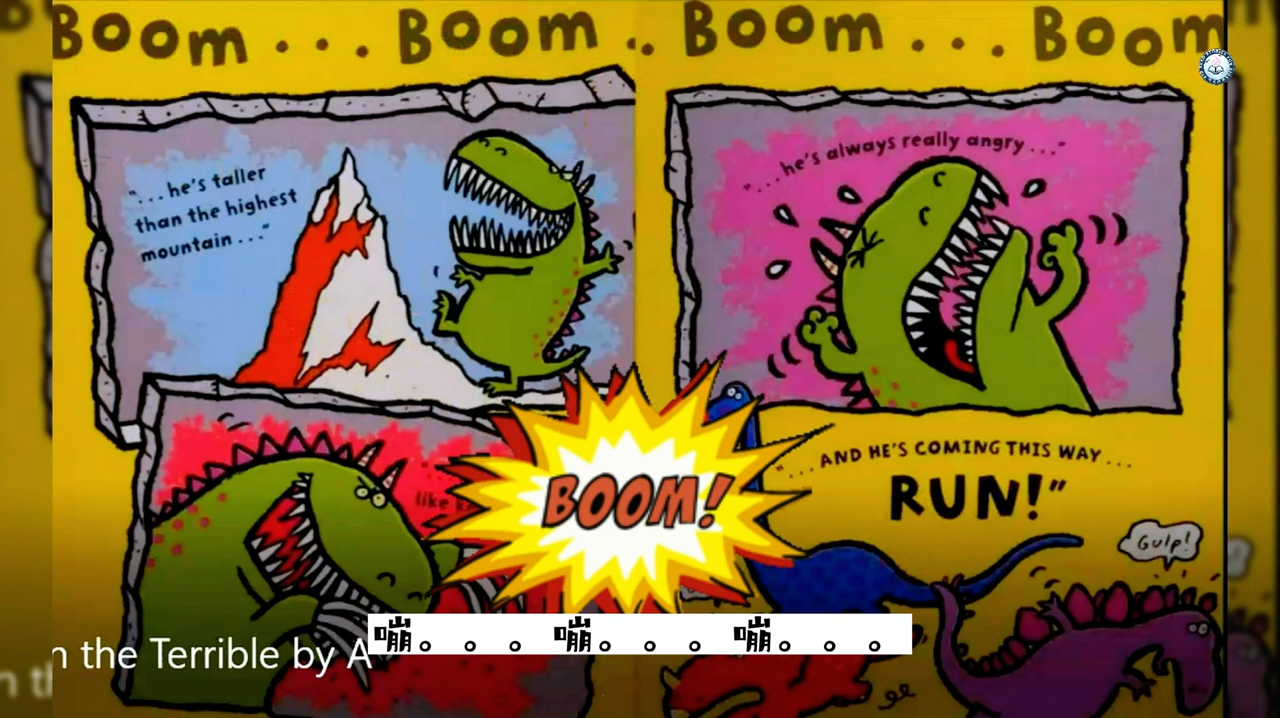 Boom . . . Boom . . . Boom . . . Boom
"... he's taller
than the highest
mountain ..."
"... he's always really angry ..."
like
BOOM!
"... AND HE'S COMING THIS WAY ...
RUN!"
Gulp!
the Terrible by A
嘣。。。嘣。。。嘣。。。